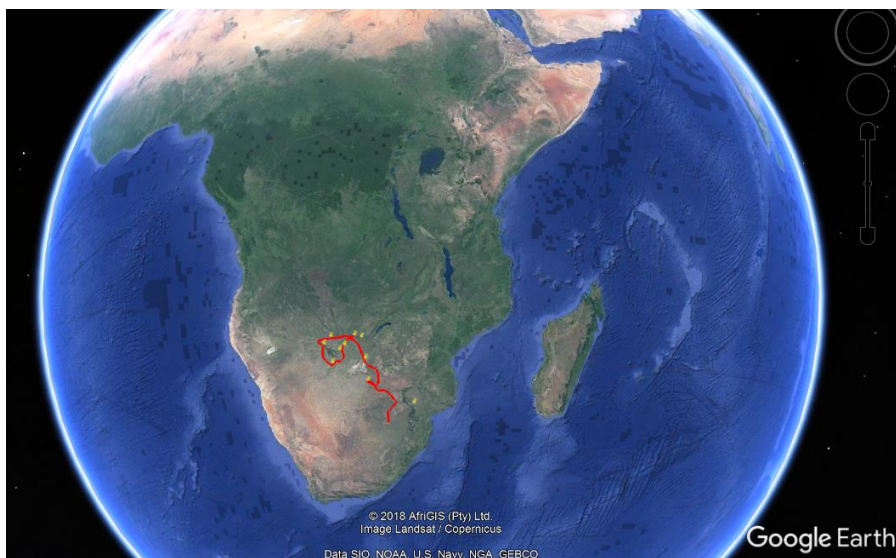 © 2018 AfriGIS (Pty) Ltd.
Image Landsat / Copernicus
Data SIO, NOAA, U.S. Navy, NGA, GEBCO
Google Earth